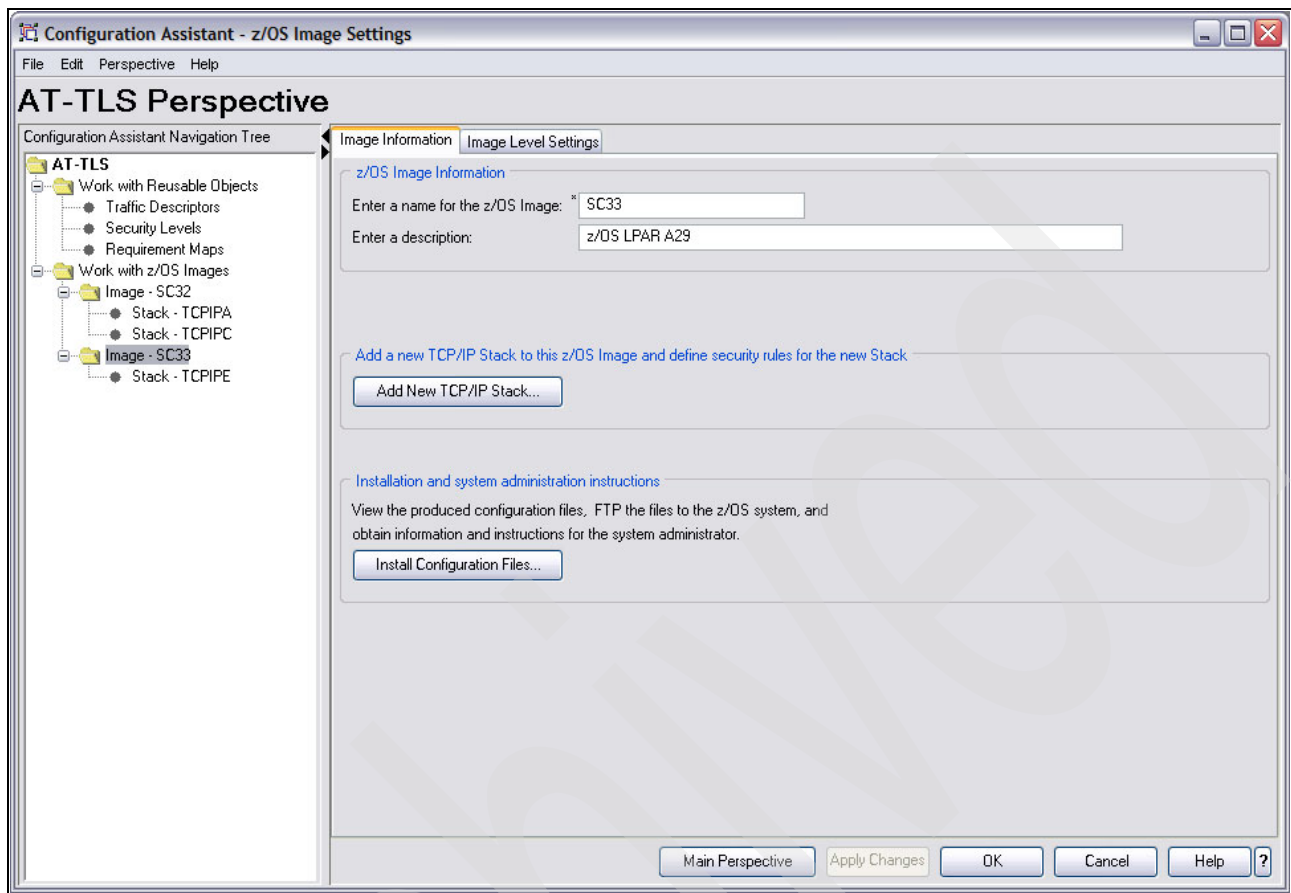 Configuration Assistant - z/OS Image Settings
File Edit Perspective Help
AT-TLS Perspective
Configuration Assistant Navigation Tree
AT-TLS
Work with Reusable Objects
Traffic Descriptors
Security Levels
Requirement Maps
Work with z/OS Images
Image - SC32
Stack - TCPIPA
Stack - TCPIPC
Image - SC33
Stack - TCPIPE
Image Information Image Level Settings
z/OS Image Information
Enter a name for the z/OS Image: * SC33
Enter a description: z/OS LPAR A29
Add a new TCP/IP Stack to this z/OS Image and define security rules for the new Stack
Add New TCP/IP Stack...
Installation and system administration instructions
View the produced configuration files, FTP the files to the z/OS system, and
obtain information and instructions for the system administrator.
Install Configuration Files...
Main Perspective Apply Changes OK Cancel Help ?